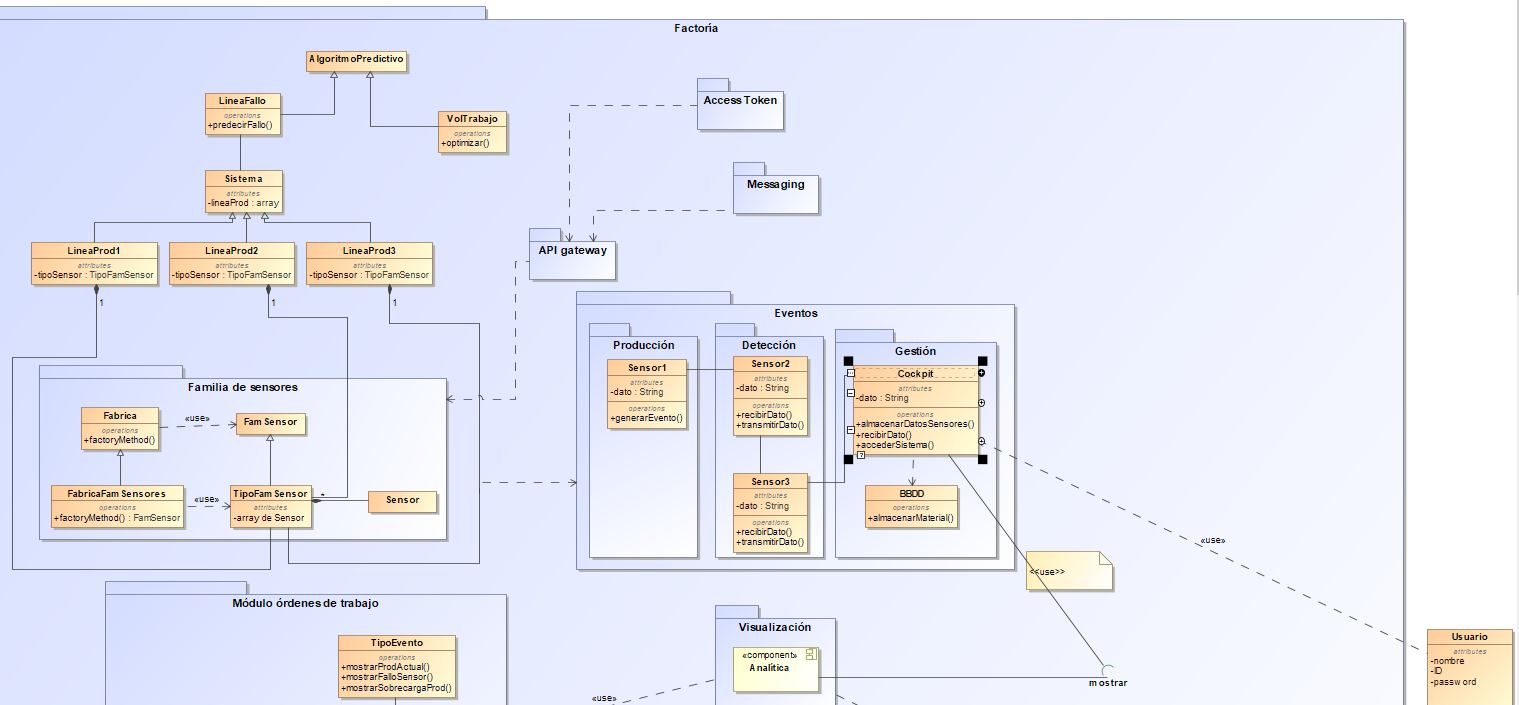 Factoría
AlgoritmoPredictivo
LineaFallo
operations
+predecirFallo()
VolTrabajo
operations
+optimizar()
Access Token
Messaging
API gateway
Sistema
attributes
-lineaProd : array
LineaProd1
attributes
-tipoSensor : TipoFamSensor
LineaProd2
attributes
-tipoSensor : TipoFamSensor
LineaProd3
attributes
-tipoSensor : TipoFamSensor
1
1
1
Familia de sensores
Fabrica
operations
+factoryMethod()
«use»
Fam Sensor
FabricaFam Sensores
operations
+factoryMethod() : FamSensor
«use»
TipoFam Sensor
attributes
-array de Sensor
*
Sensor
Eventos
Producción
Sensor1
attributes
-dato : String
operations
+generarEvento()
Detección
Sensor2
attributes
-dato : String
operations
+recibirDato()
+transmitirDato()
Sensor3
attributes
-dato : String
operations
+recibirDato()
+transmitirDato()
Gestión
Cockpit
attributes
-dato : String
operations
+almacenarDatosSensores()
+recibirDato()
+accederSistema()
BBDD
operations
+almacenarMaterial()
<<use>>
«use»
Módulo órdenes de trabajo
TipoEvento
operations
+mostrarProdActual()
+mostrarFalloSensor()
+mostrarSobrecargaProd()
«use»
Visualización
«component»
Analítica
mostrar
Usuario
attributes
-nombre
-ID
-passw ord